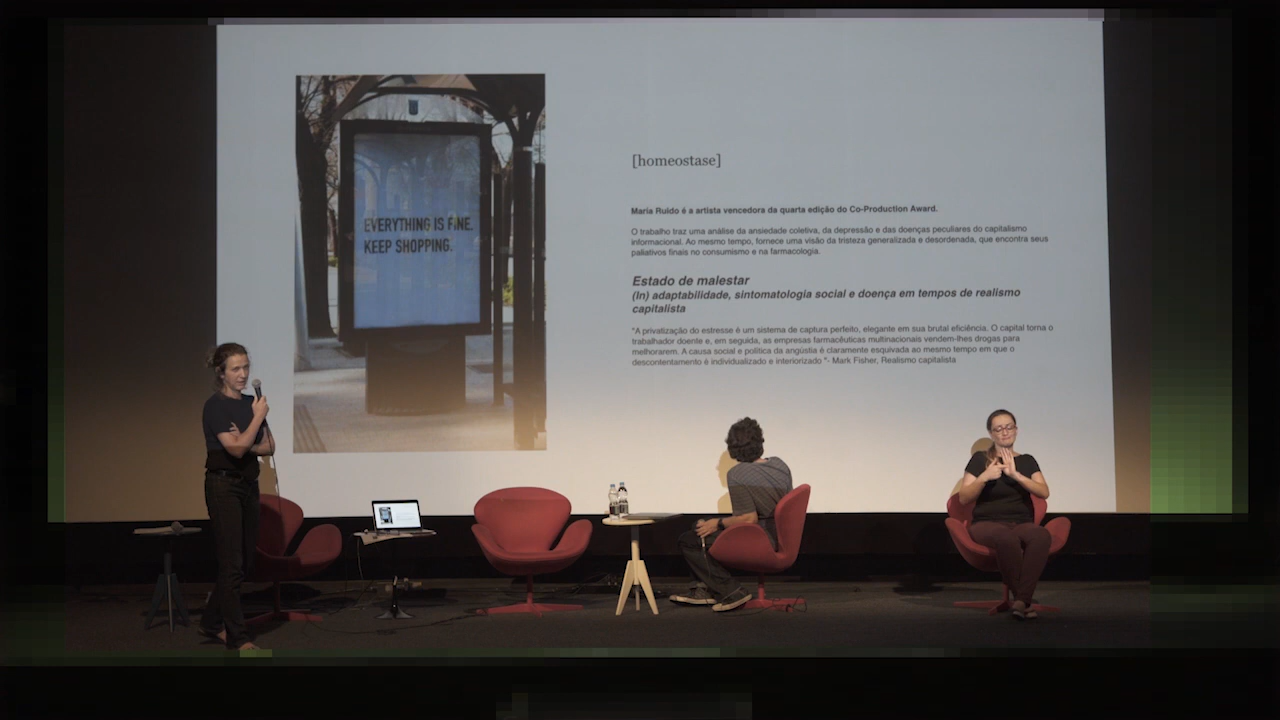 EVERYTHING IS FINE.
KEEP SHOPPING.
[homeostase]
Maria Ruido é a artista vencedora da quarta edição do Co-Production Award.
O trabalho traz uma análise da ansiedade coletiva, da depressão e das doenças peculiares do capitalismo
informacional. Ao mesmo tempo, fornece uma visão da tristeza generalizada e desordenada, que encontra seus
paliativos finais no consumismo e na farmacologia.
Estado de malestar
(In) adaptabilidade, sintomatologia social e doença em tempos de realismo
capitalista
"A privatização do estresse é um sistema de captura perfeito, elegante em sua brutal eficiência. O capital torna o
trabalhador doente e, em seguida, as empresas farmacêuticas multinacionais vendem-lhes drogas para
melhorarem. A causa social e política da angústia é claramente esquivada ao mesmo tempo em que o
descontentamento é individualizado e interiorizado "- Mark Fisher, Realismo capitalista